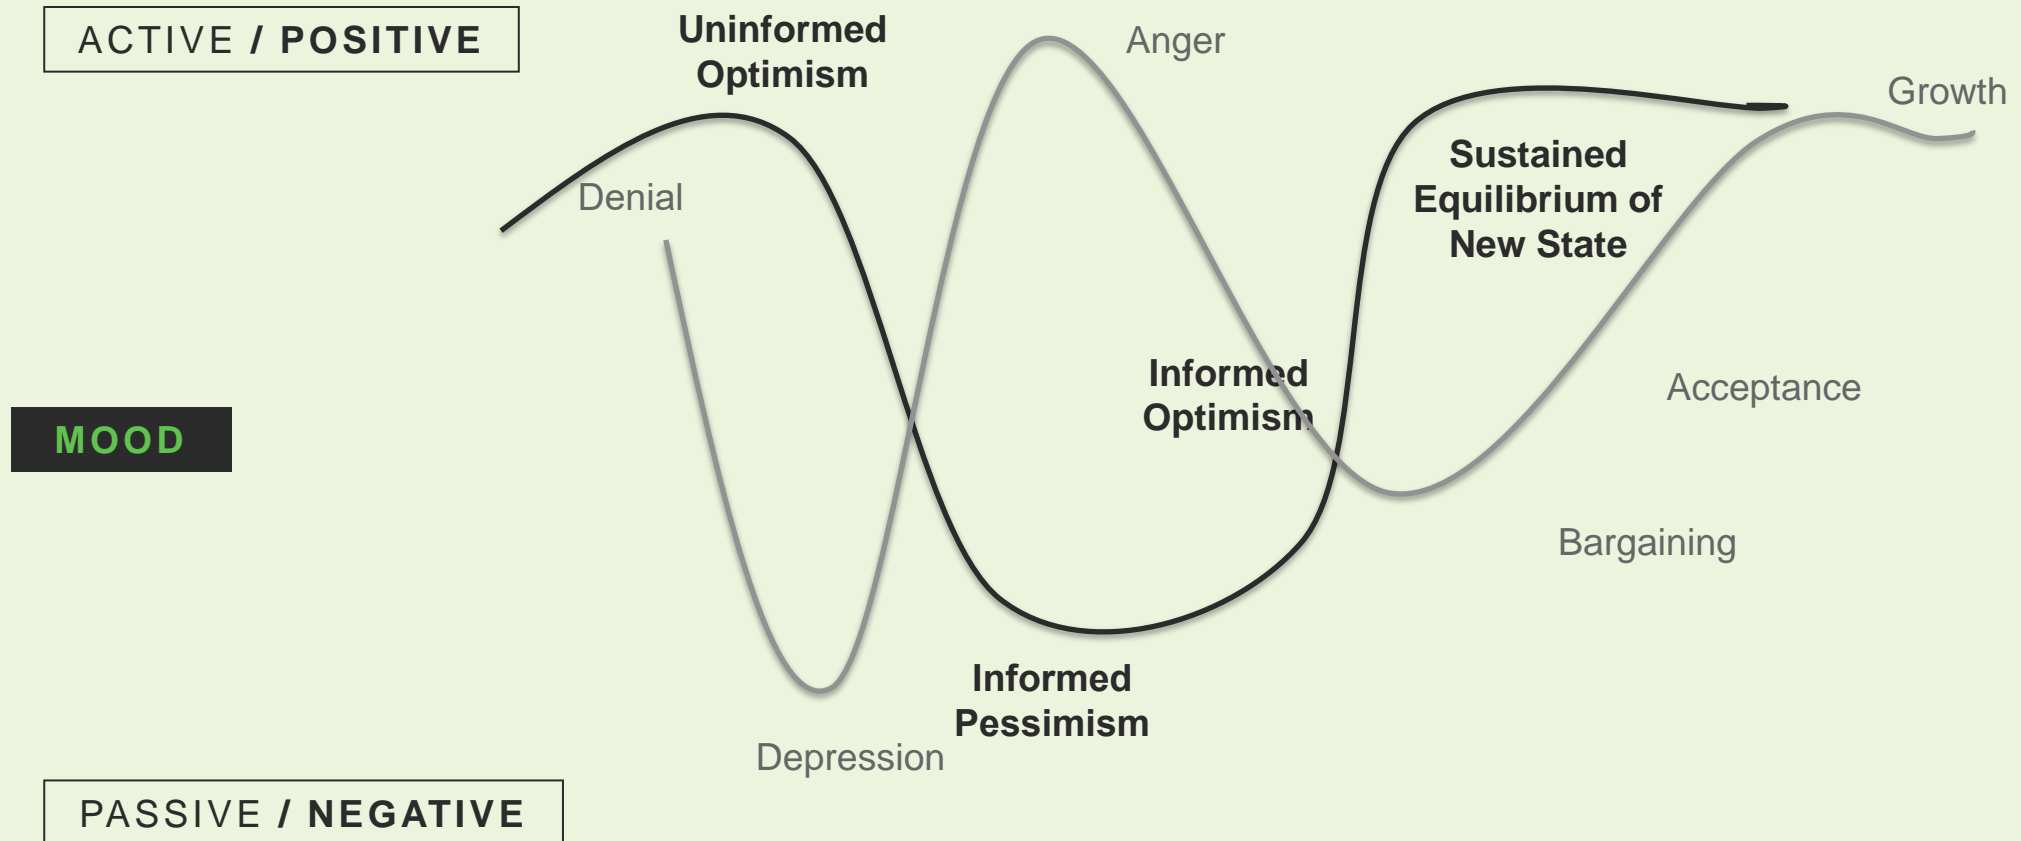 ACTIVE / POSITIVE
Uninformed
Optimism
Anger
Growth
Denial
Sustained
Equilibrium of
New State
Informed
Optimism
Acceptance
MOOD
Bargaining
Informed
Pessimism
Depression
PASSIVE / NEGATIVE